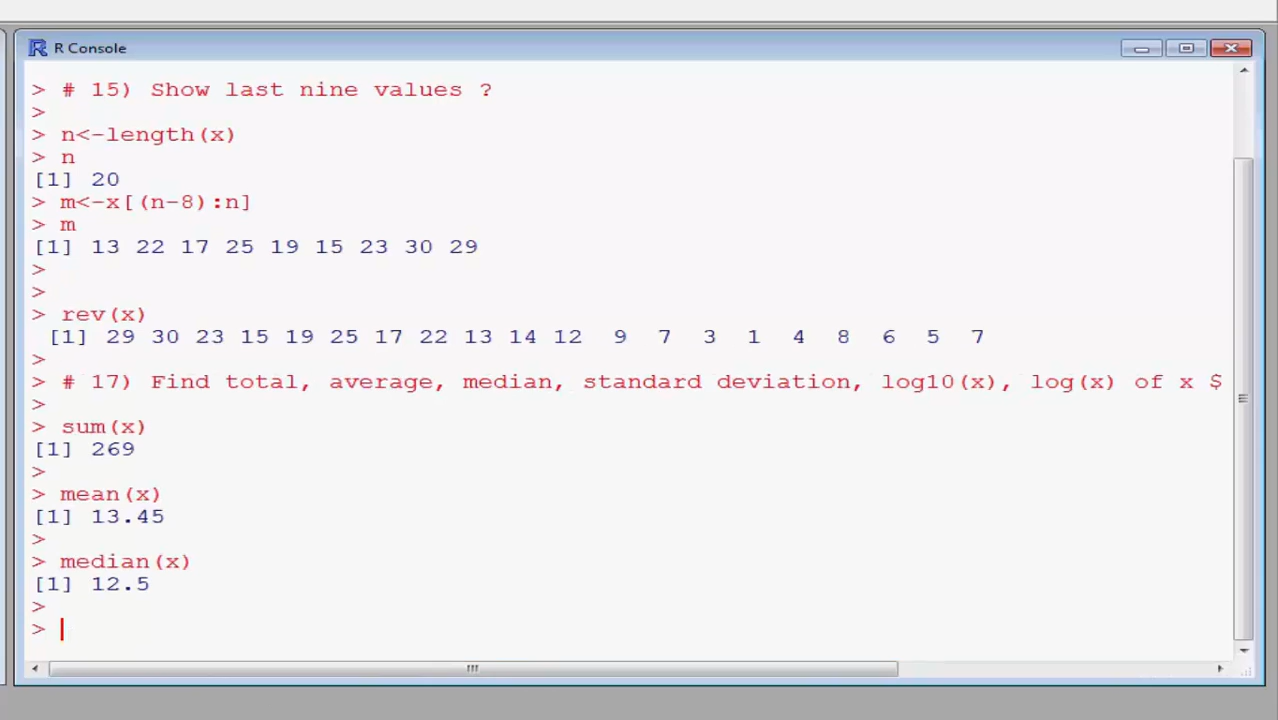 R Console
> # 15) Show last nine values ?
>
> n<-length(x)
> n
[1] 20
> m<-x[(n-8):n]
> m
[1] 13 22 17 25 19 15 23 30 29
>
>
> rev(x)
[1] 29 30 23 15 19 25 17 22 13 14 12 9 7 3 1 4 8 6 5 7
>
> # 17) Find total, average, median, standard deviation, log10(x), log(x) of x $
>
> sum(x)
[1] 269
>
> mean(x)
[1] 13.45
>
> median(x)
[1] 12.5
>
>